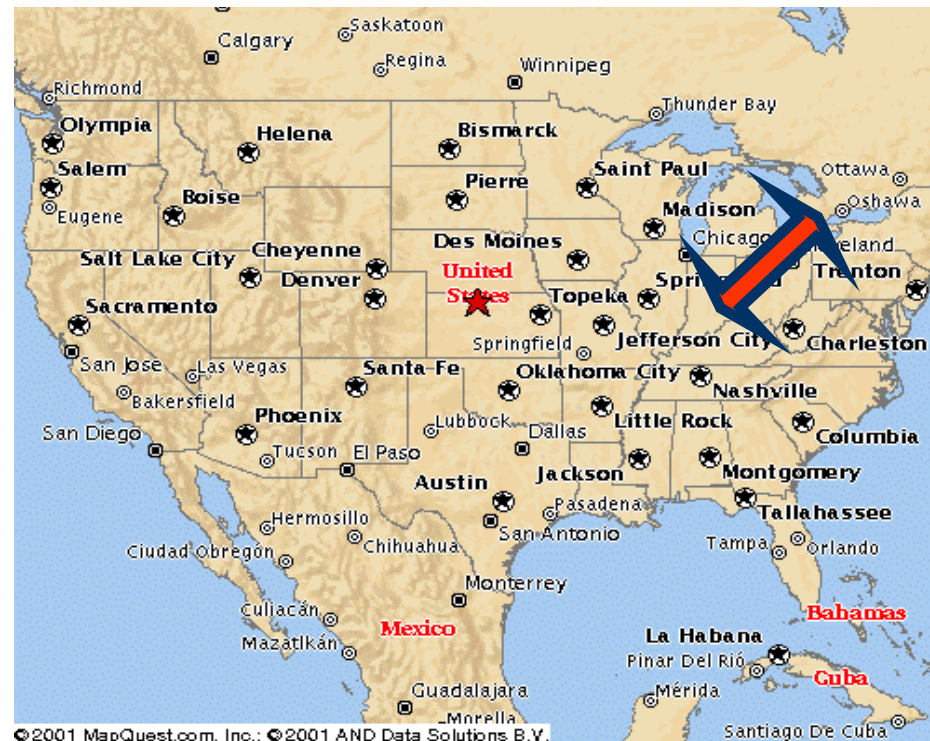 Saskatoon
Calgary
Regina
Winnipeg
Richmond
Thunder Bay
Olympia
Helena
Bismarck
Saint Paul
Ottawa
Salem
Pierre
Boise
Madison
Oshawa
Eugene
Des Moines
Chicago
Cheyenne
Salt Lake City
United
States
Denver
Trenton
Topeka
Sacramento
Springfield
Jefferson City
Charleston
San Jose
Las Vegas
Santa Fe
Oklahoma City
Nashville
Bakersfield
Phoenix
Lubbock
Little Rock
San Diego
Dallas
Columbia
Tucson
El Paso
Jackson
Montgomery
Austin
Pasadena
Tallahassee
Hermosillo
San Antonio
Chihuahua
Tampa
Orlando
Ciudad Obregón
Monterrey
Culiacán
Bahamas
Mexico
La Habana
Mazatlkán
Pinar Del Rió
Cuba
Guadalajara
Mérida
Morella
Santiago De Cuba
©2001 MapQuest.com, Inc.; ©2001 AND Data Solutions B.V.